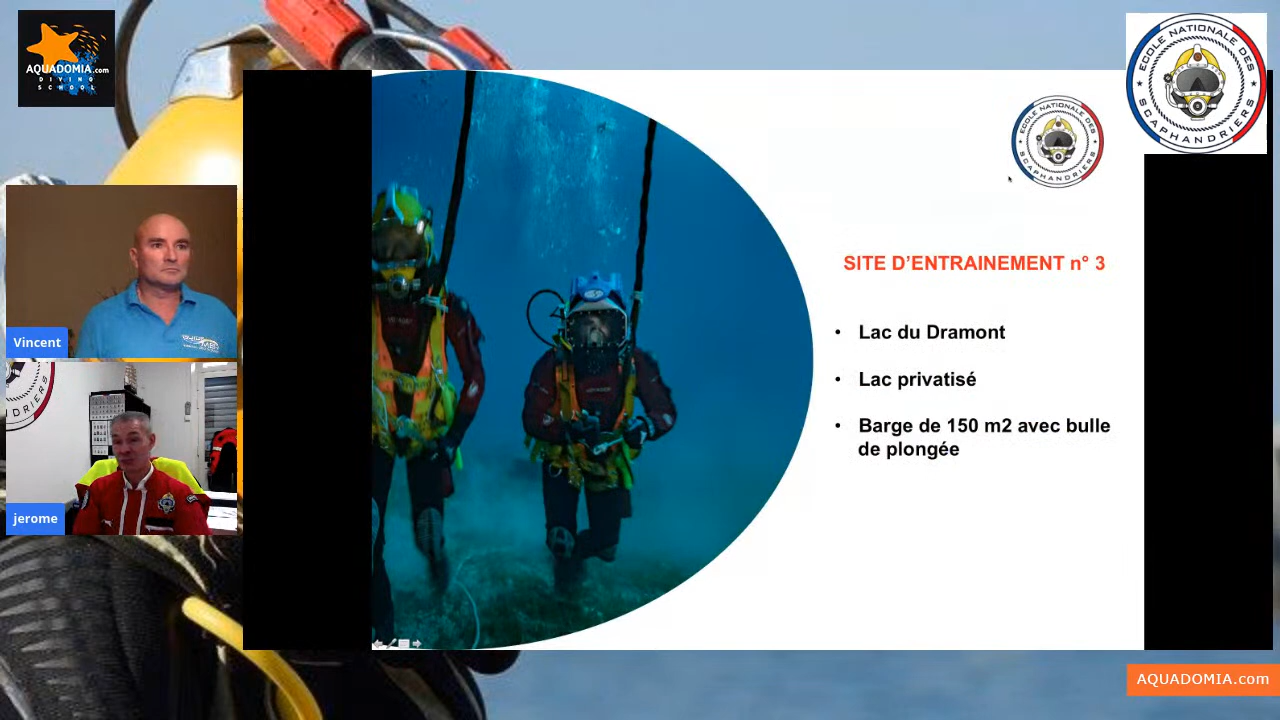 AQUADOMIA.com
DIVING
SCHOOL
ECOLE NATIONALE DES
SCAPHANDRIERS
ECOLE NATIONALE DES
SCAPHANDRIERS
SITE D'ENTRAINEMENT n° 3
• Lac du Dramont
• Lac privatisé
• Barge de 150 m2 avec bulle
de plongée
Vincent
jerome
AQUADOMIA.com